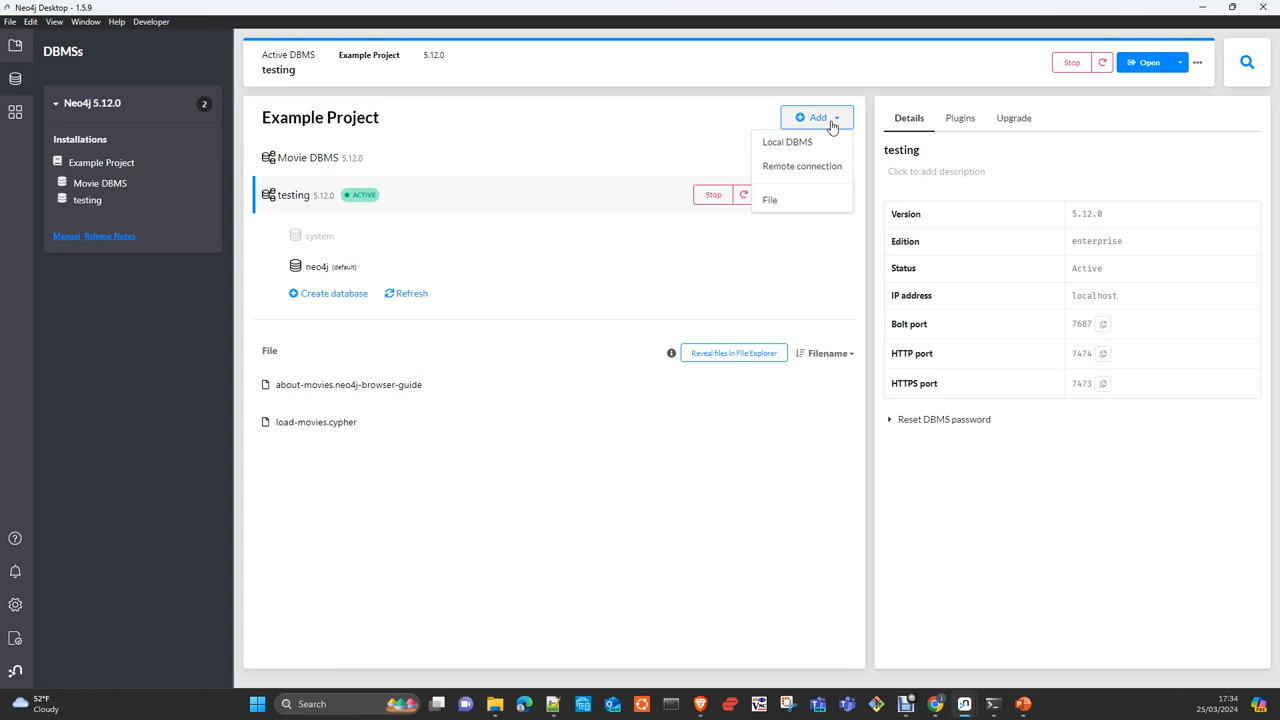 Neo4j Desktop - 1.5.9
File Edit View Window Help Developer
DBMSs
Neo4j 5.12.0 2
Installations
Example Project
Movie DBMS
testing
Manual Release Notes
Active DBMS Example Project 5.12.0
testing
Stop Open
Example Project
Add
Local DBMS
Remote connection
File
Movie DBMS 5.12.0
testing 5.12.0 ACTIVE Stop
system
neo4j (default)
Create database Refresh
File Reveal files in File Explorer Filename
about-movies.neo4j-browser-guide
load-movies.cypher
Details Plugins Upgrade
testing
Click to add description
Version 5.12.0
Edition enterprise
Status Active
IP address localhost
Bolt port 7687
HTTP port 7474
HTTPS port 7473
Reset DBMS password
52°F
Cloudy
Search
17:34
25/03/2024